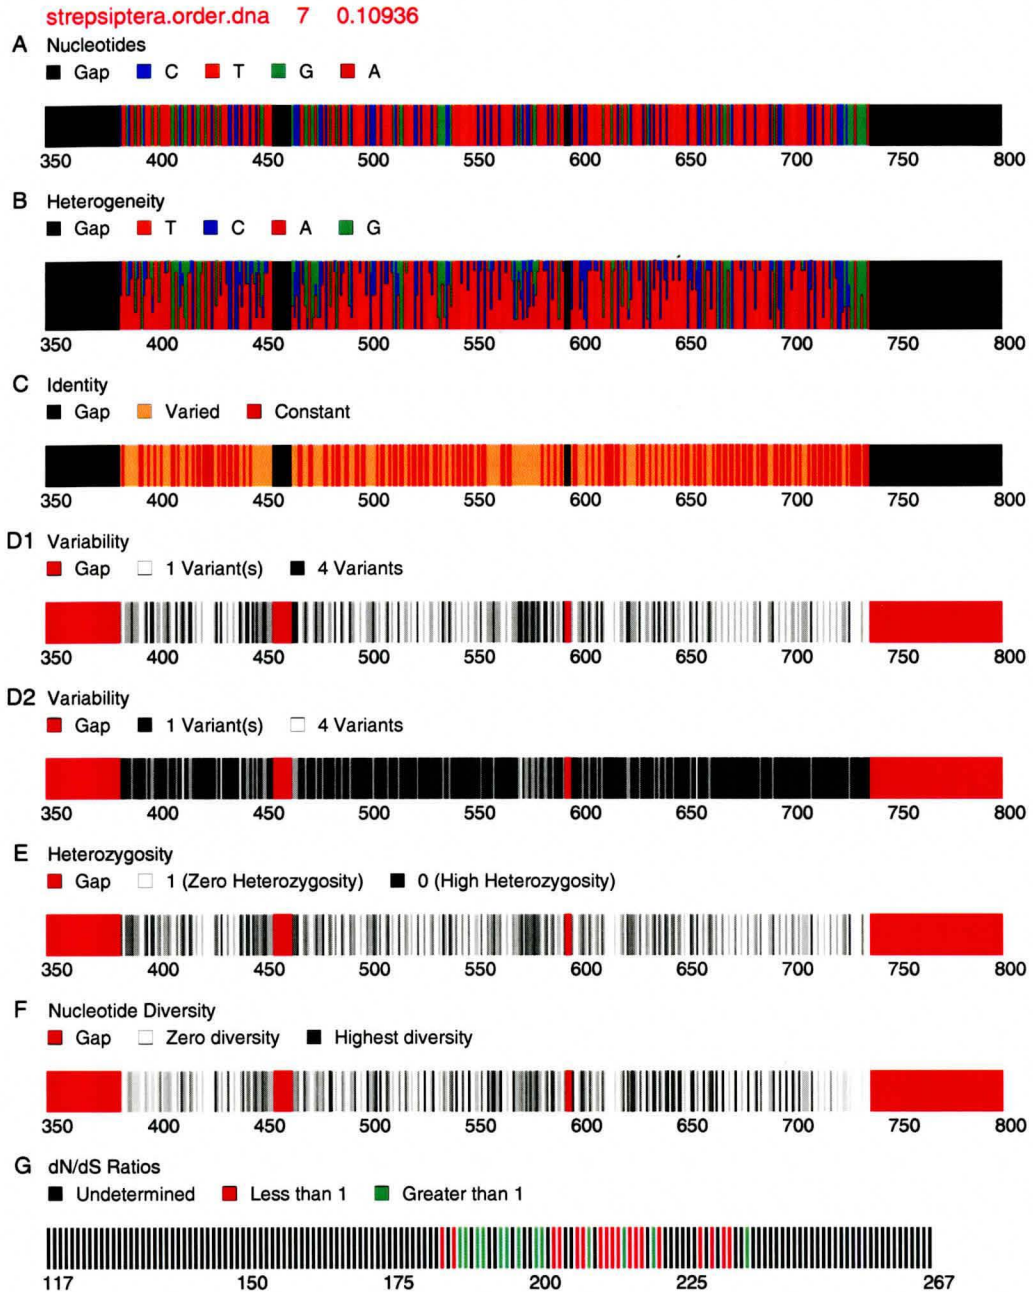 strepsiptera.order.dna 7 0.10936
A Nucleotides
Gap C T G A
350 400 450 500 550 600 650 700 750 800
B Heterogeneity
Gap T C A G
350 400 450 500 550 600 650 700 750 800
C Identity
Gap Varied Constant
350 400 450 500 550 600 650 700 750 800
D1 Variability
Gap 1 Variant(s) 4 Variants
350 400 450 500 550 600 650 700 750 800
D2 Variability
Gap 1 Variant(s) 4 Variants
350 400 450 500 550 600 650 700 750 800
E Heterozygosity
Gap 1 (Zero Heterozygosity) 0 (High Heterozygosity)
350 400 450 500 550 600 650 700 750 800
F Nucleotide Diversity
Gap Zero diversity Highest diversity
350 400 450 500 550 600 650 700 750 800
G dN/dS Ratios
Undetermined Less than 1 Greater than 1
117 150 175 200 225 267